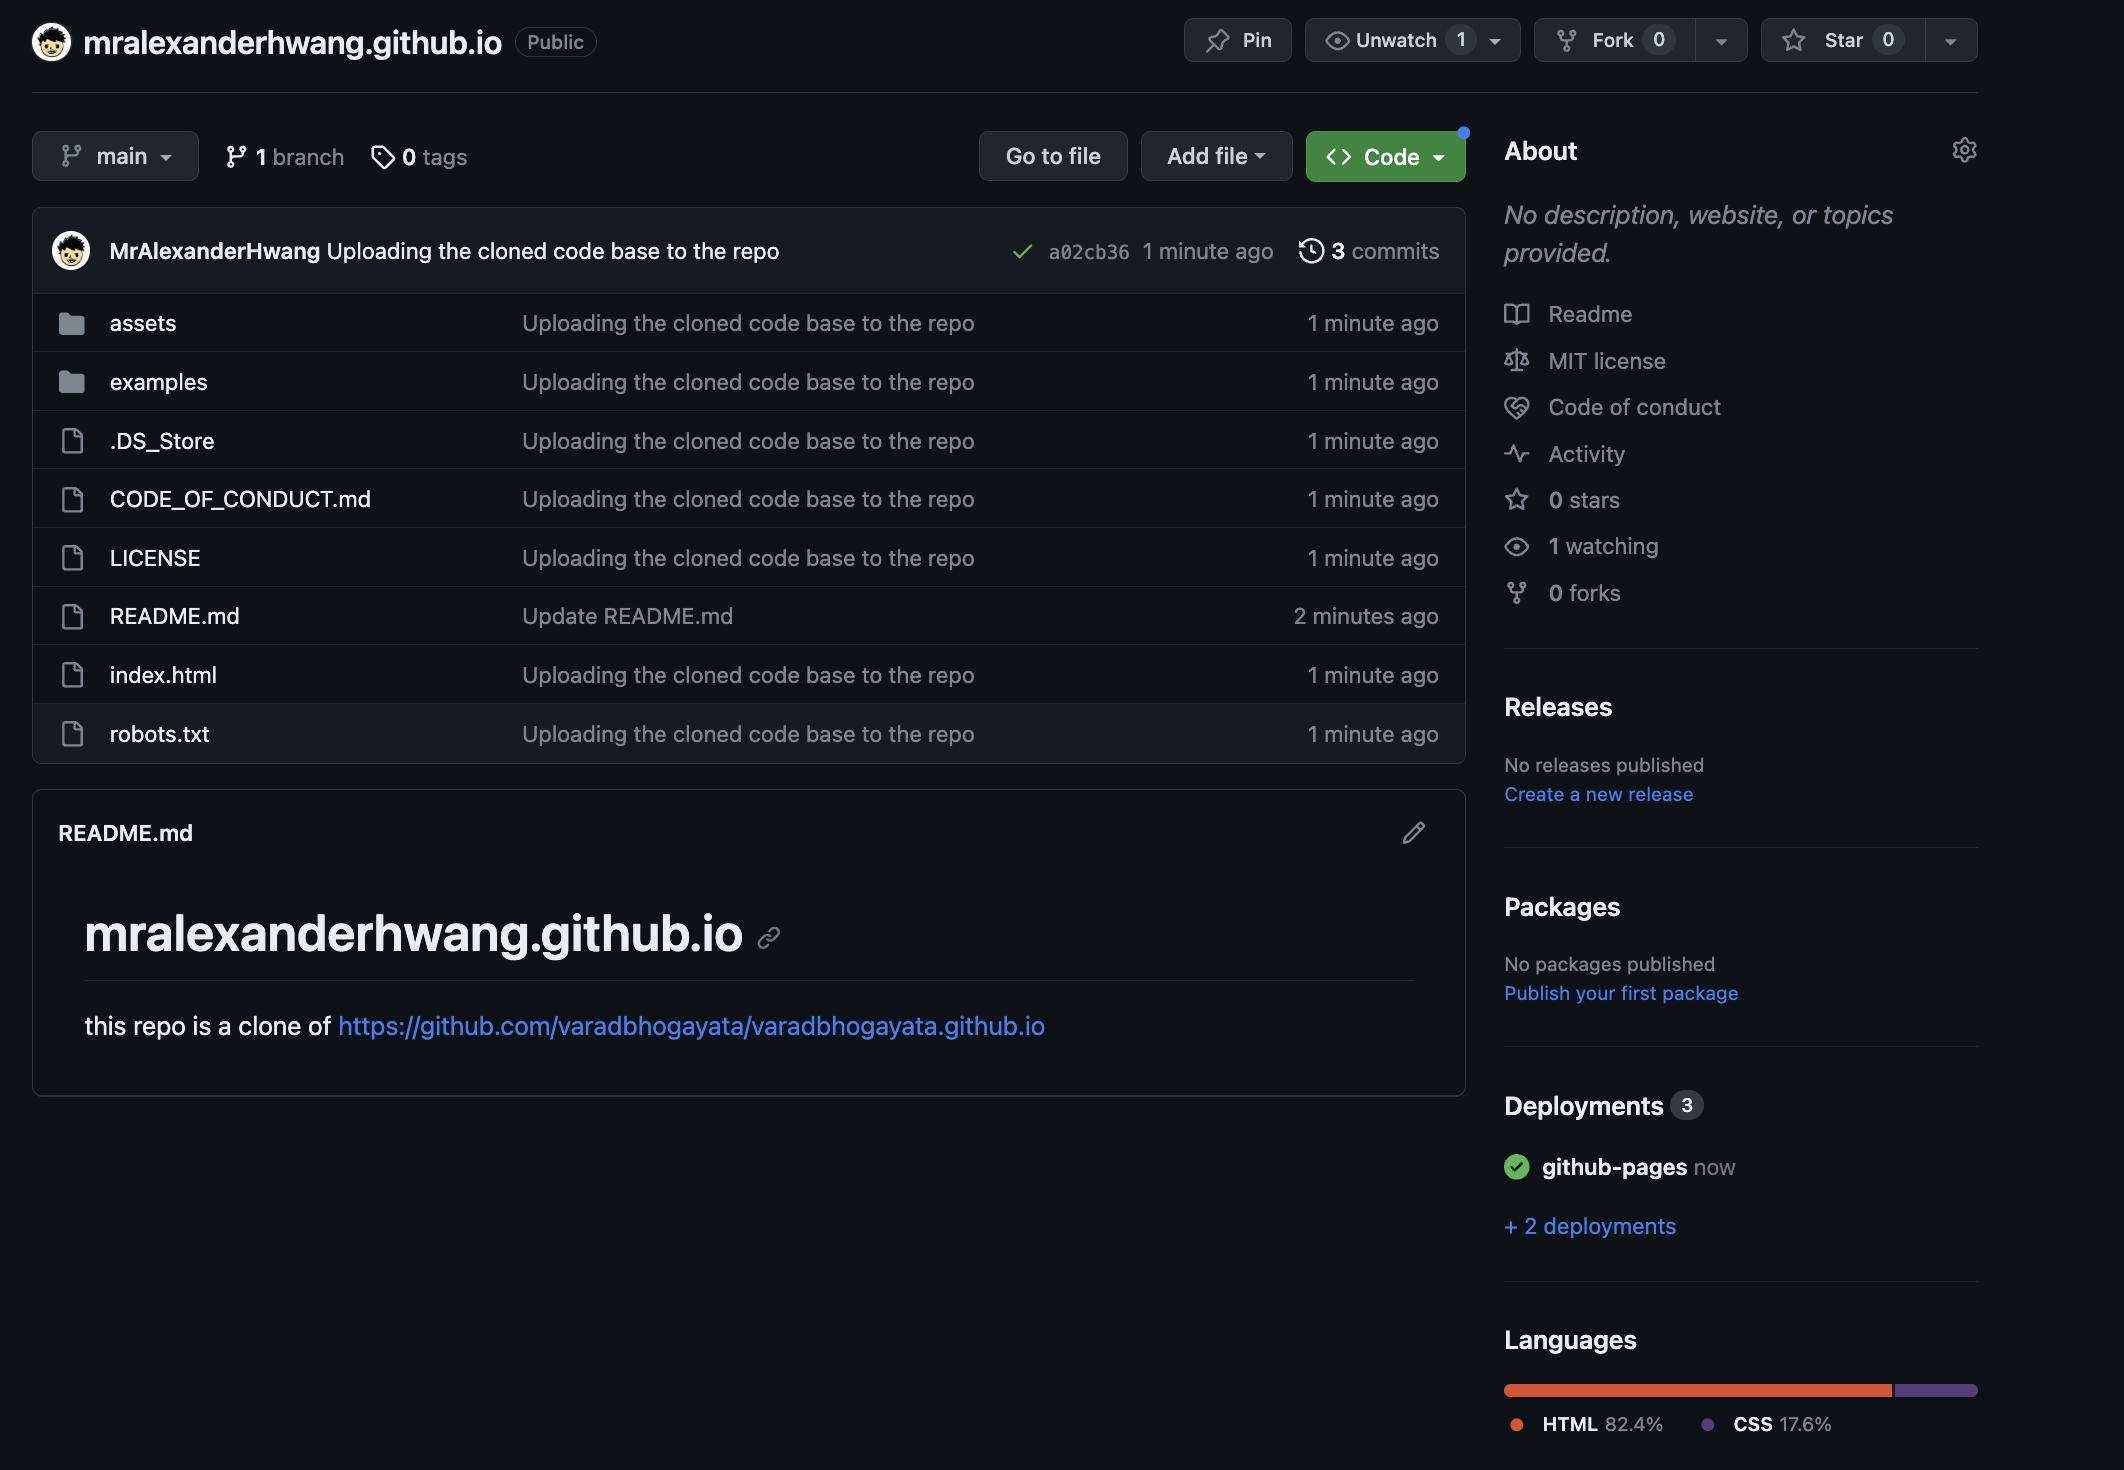 mralexanderhwang.github.io Public Pin Unwatch 1 Fork 0 Star 0
main 1 branch 0 tags Go to file Add file Code
MrAlexanderHwang Uploading the cloned code base to the repo a02cb36 1 minute ago 3 commits
assets Uploading the cloned code base to the repo 1 minute ago
examples Uploading the cloned code base to the repo 1 minute ago
.DS_Store Uploading the cloned code base to the repo 1 minute ago
CODE_OF_CONDUCT.md Uploading the cloned code base to the repo 1 minute ago
LICENSE Uploading the cloned code base to the repo 1 minute ago
README.md Update README.md 2 minutes ago
index.html Uploading the cloned code base to the repo 1 minute ago
robots.txt Uploading the cloned code base to the repo 1 minute ago
README.md
mralexanderhwang.github.io
this repo is a clone of https://github.com/varadbhogayata/varadbhogayata.github.io
About
No description, website, or topics
provided.
Readme
MIT license
Code of conduct
Activity
0 stars
1 watching
0 forks
Releases
No releases published
Create a new release
Packages
No packages published
Publish your first package
Deployments 3
github-pages now
+ 2 deployments
Languages
HTML 82.4% CSS 17.6%